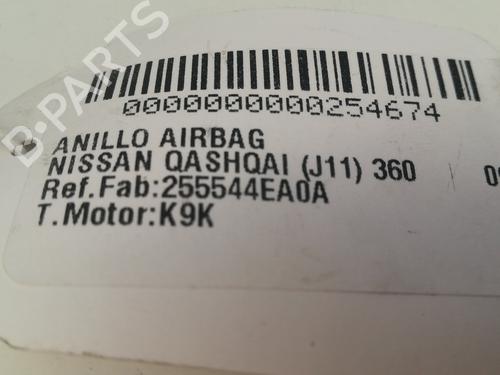 B-PARTS
0000000000254674
ANILLO AIRBAG
NISSAN QASHQAI (J11) 360
Ref.Fab:255544EA0A
T.Motor:K9K